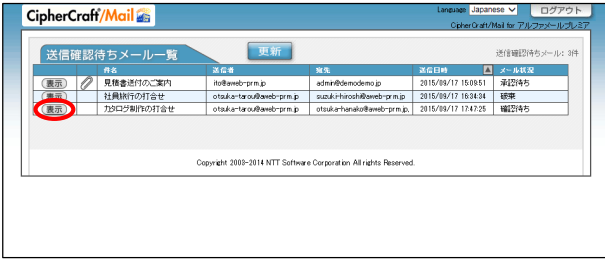 CipherCraft/Mail
Language Japanese ログアウト
CipherCraft/Mail for アルファメールプレミア
送信確認待ちメール一覧 更新 送信確認待ちメール: 3件
件名 送信者 宛先 送信日時 メール状況
表示 見積書送付のご案内 ito@aweb-prm.jp admin@demodemo.jp 2015/09/17 15:09:51 承認待ち
表示 社員旅行の打合せ otsuka-tarou@aweb-prm.jp suzuki-hiroshi@aweb-prm.jp 2015/09/17 16:34:34 破棄
表示 カタログ制作の打合せ otsuka-tarou@aweb-prm.jp otsuka-hanako@aweb-prm.jp, 2015/09/17 17:47:25 確認待ち
Copyright 2003-2014 NTT Software Corporation All rights Reserved.